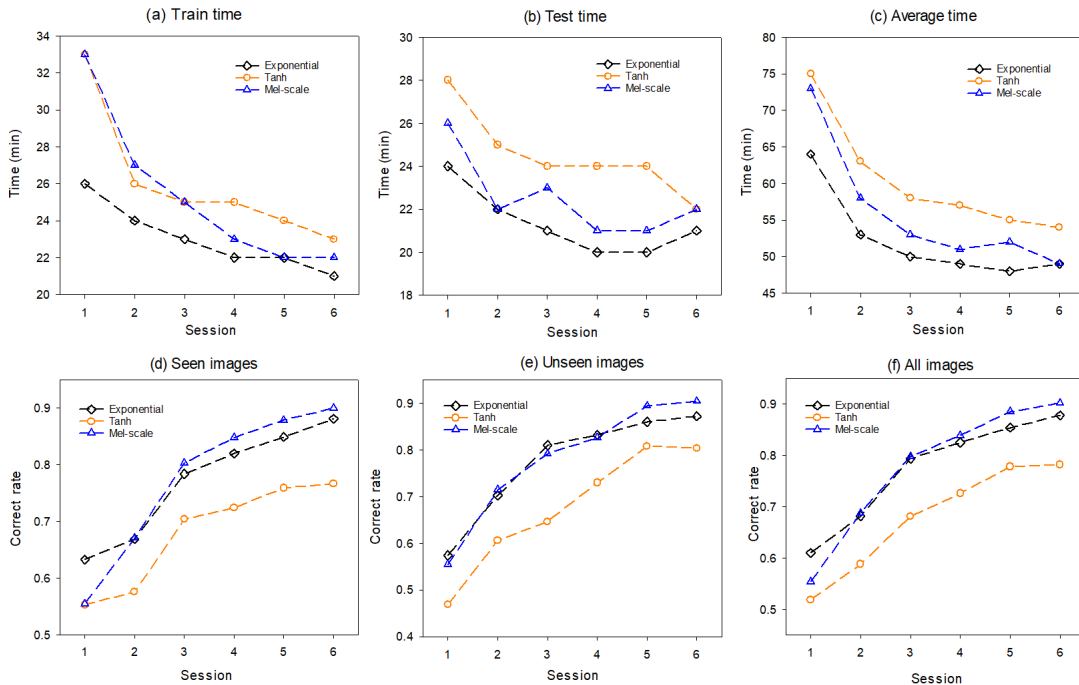 (a) Train time
34
32
30
28
26
24
22
20
Time (min)
Exponential
Tanh
Mel-scale
1 2 3 4 5 6
Session
(b) Test time
30
28
26
24
22
20
18
Time (min)
Exponential
Tanh
Mel-scale
1 2 3 4 5 6
Session
(c) Average time
80
75
70
65
60
55
50
45
Time (min)
Exponential
Tanh
Mel-scale
1 2 3 4 5 6
Session
(d) Seen images
0.9
0.8
0.7
0.6
0.5
Correct rate
Exponential
Tanh
Mel-scale
1 2 3 4 5 6
Session
(e) Unseen images
0.9
0.8
0.7
0.6
0.5
0.4
Correct rate
Exponential
Tanh
Mel-scale
1 2 3 4 5 6
Session
(f) All images
0.9
0.8
0.7
0.6
0.5
Correct rate
Exponential
Tanh
Mel-scale
1 2 3 4 5 6
Session